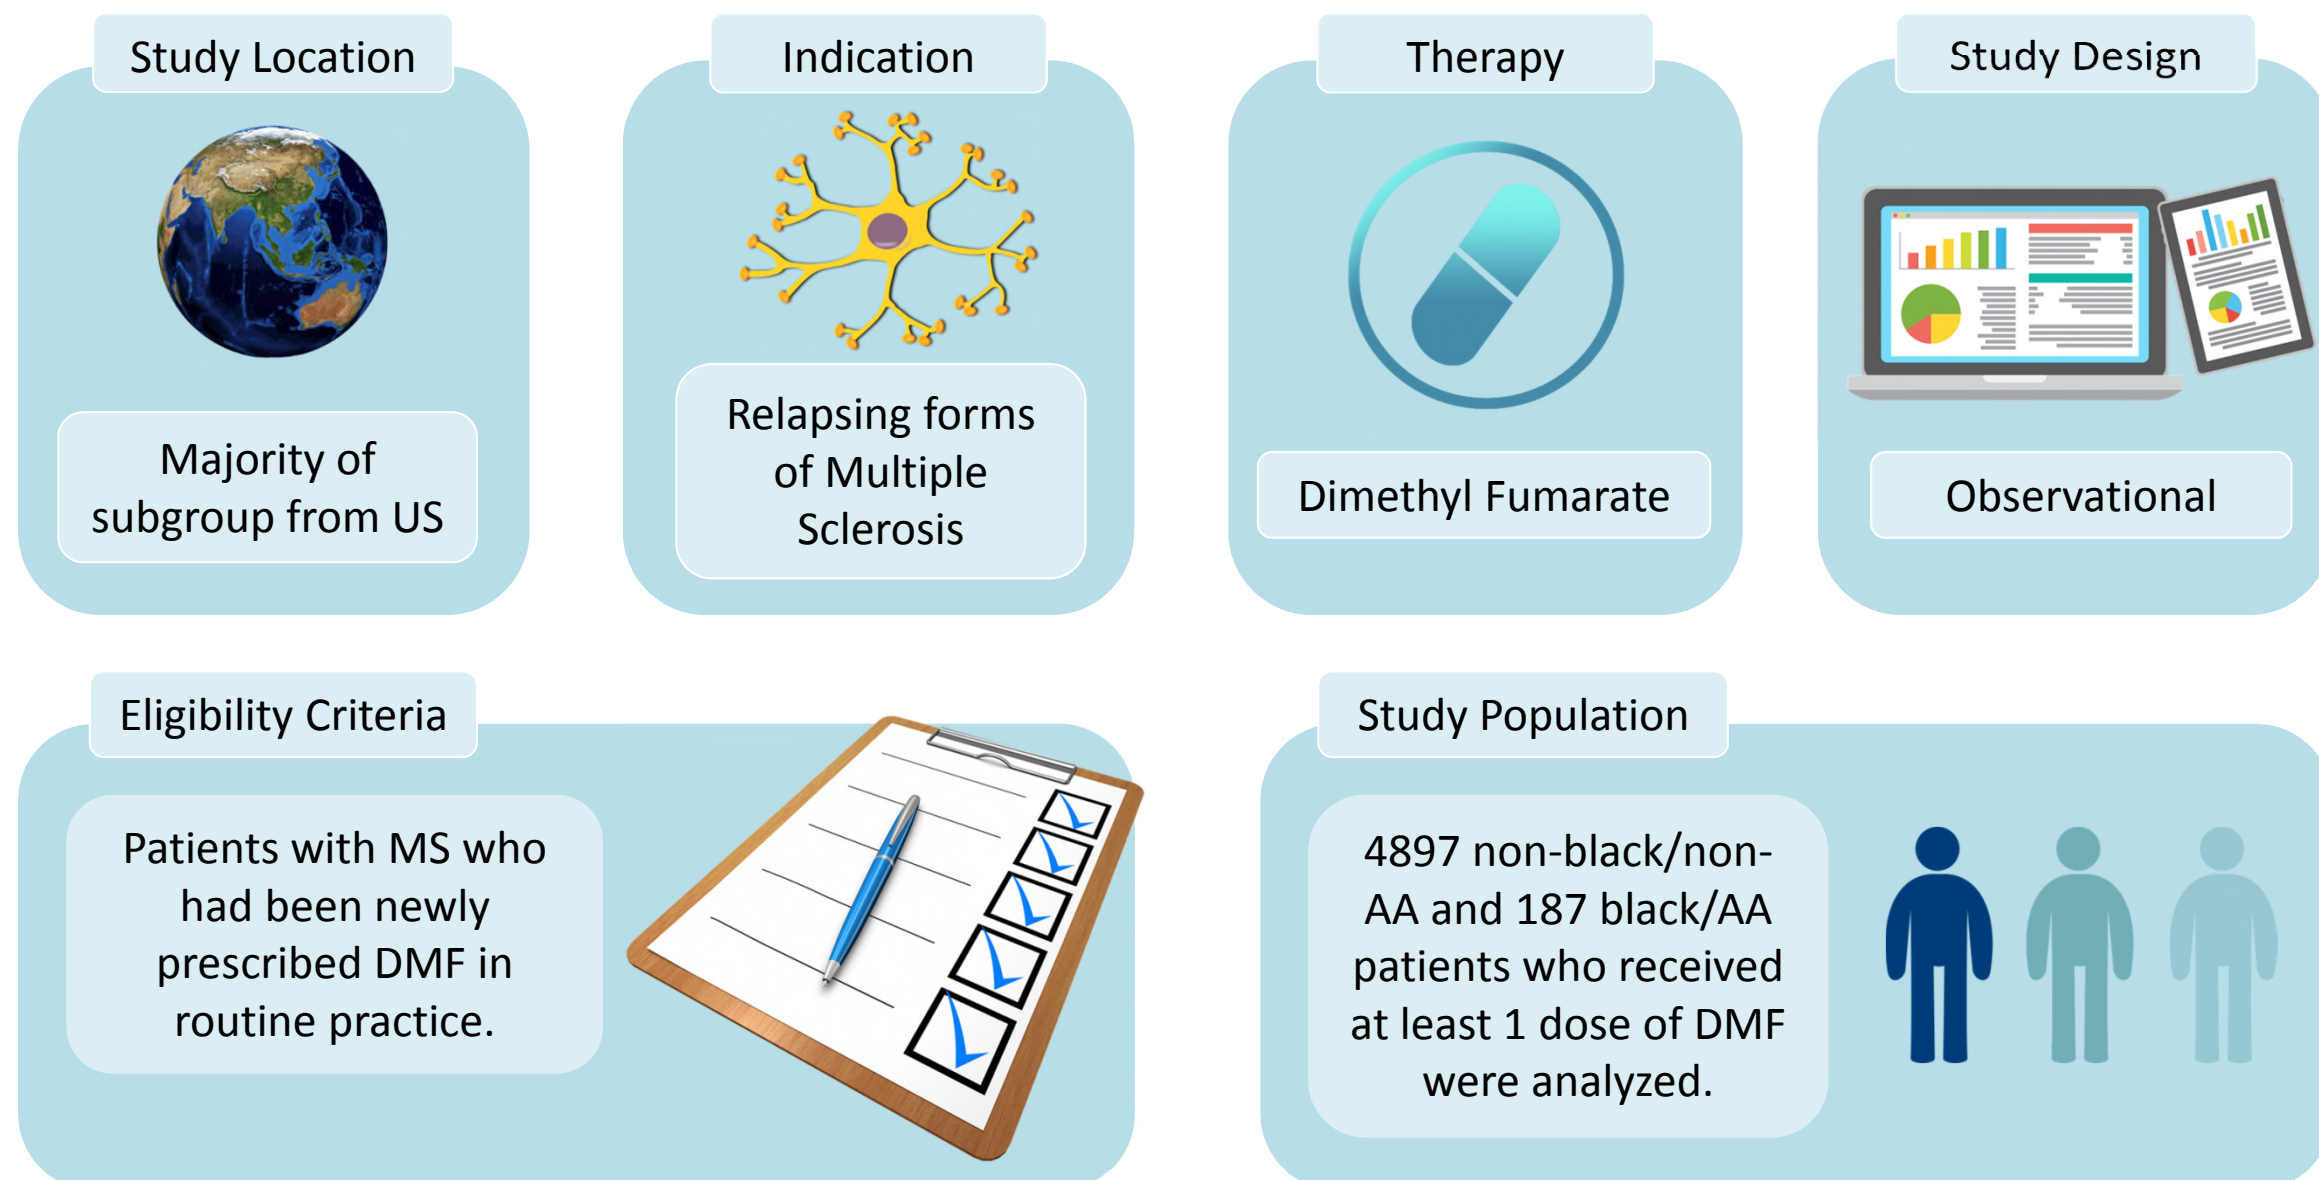 Study Location
Majority of
subgroup from US
Indication
Relapsing forms
of Multiple
Sclerosis
Therapy
Dimethyl Fumarate
Study Design
Observational
Eligibility Criteria
Patients with MS who
had been newly
prescribed DMF in
routine practice.
Study Population
4897 non-black/non-
AA and 187 black/AA
patients who received
at least 1 dose of DMF
were analyzed.